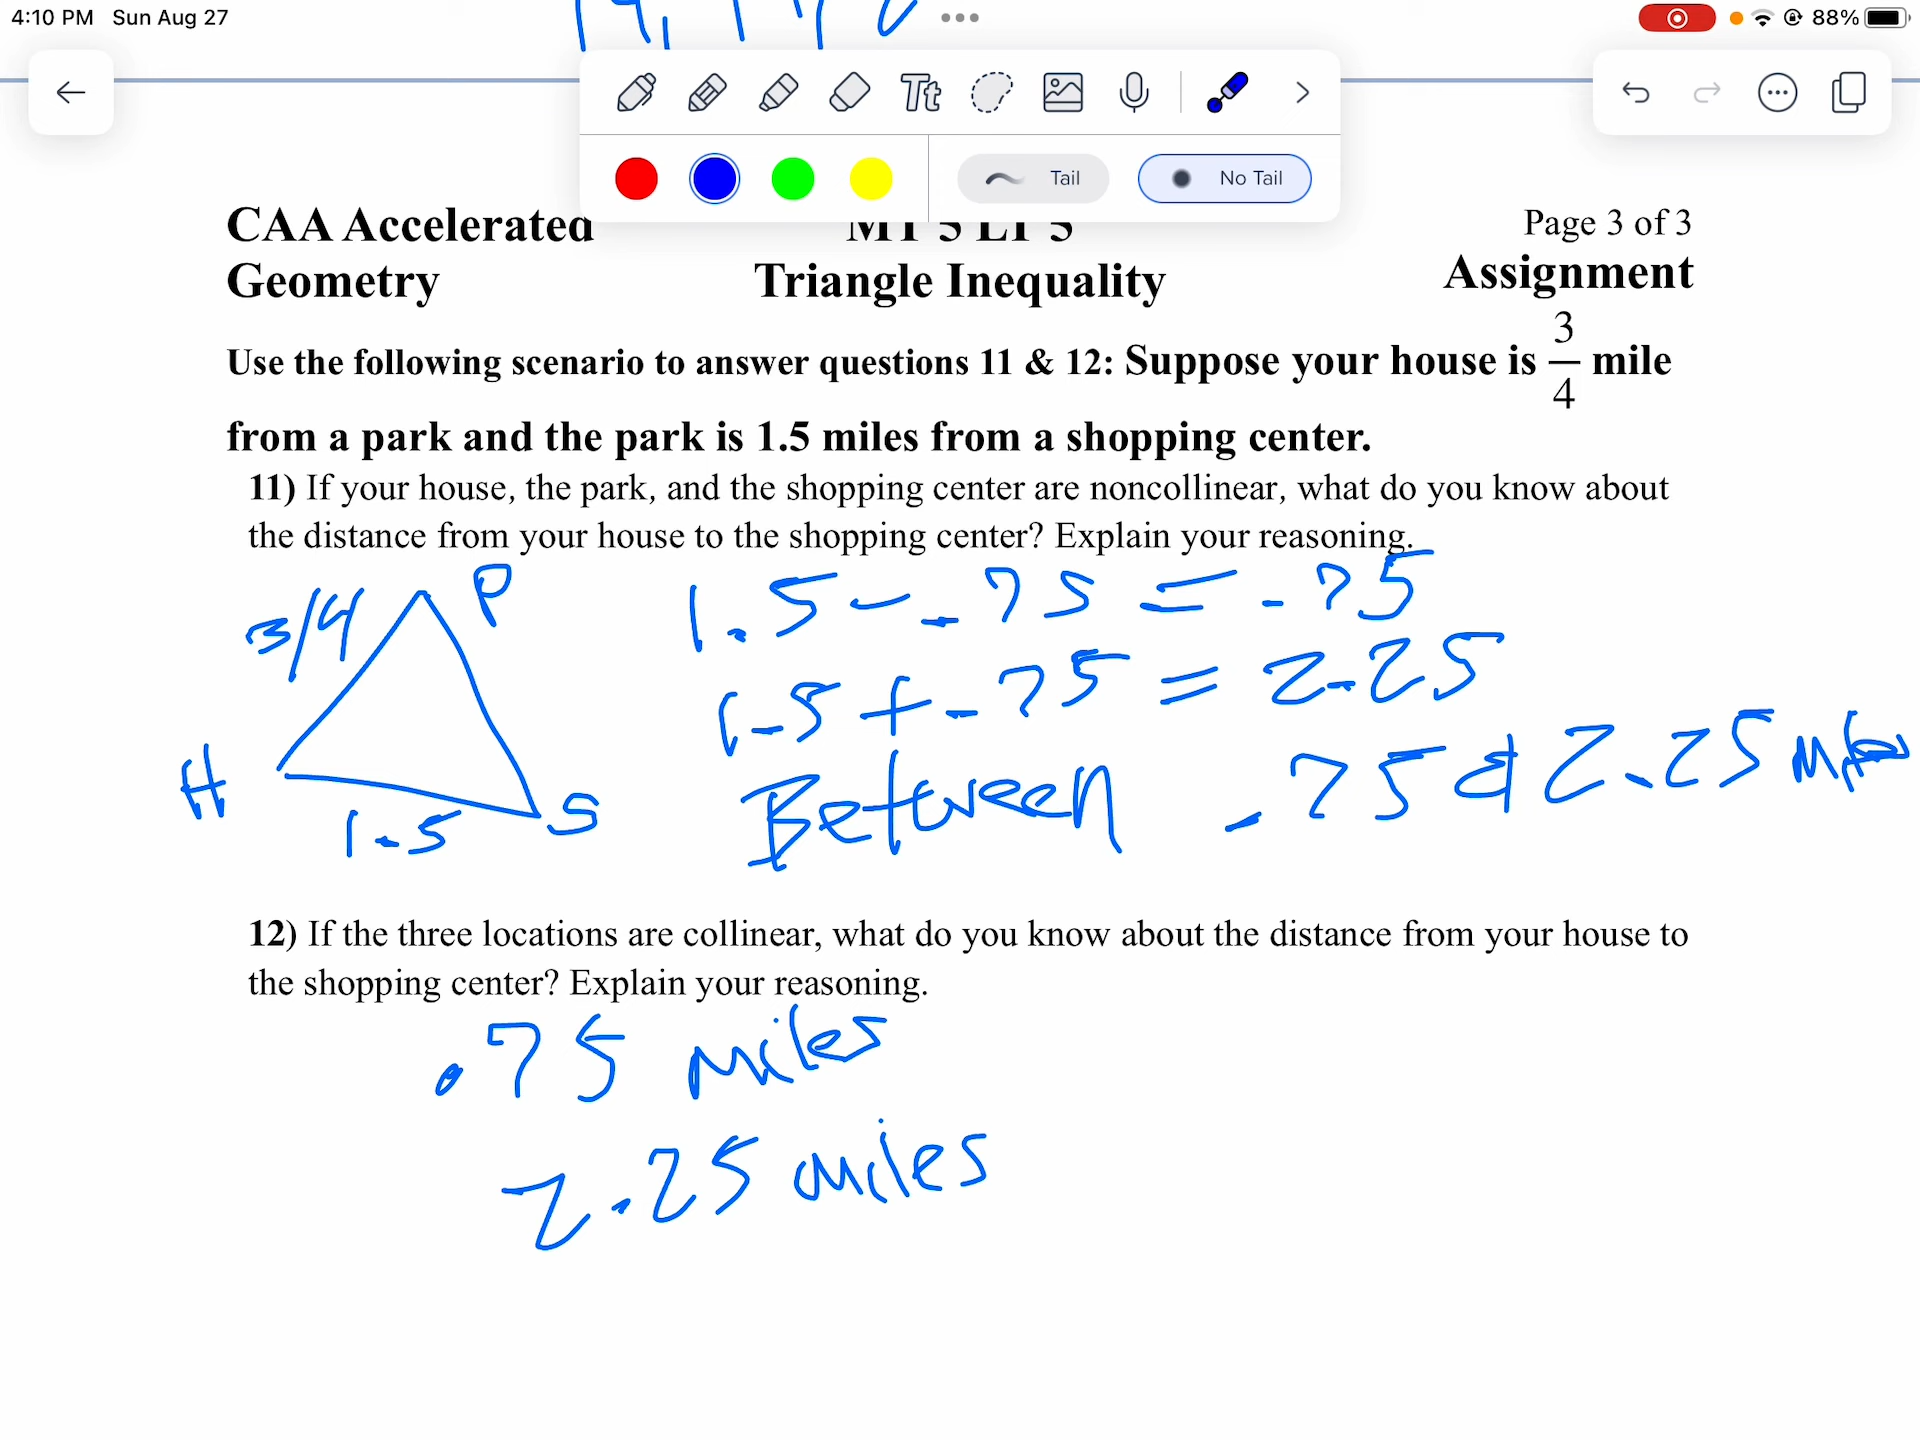 4:10 PM Sun Aug 27
88%
Tt
Tail
No Tail
CAA Accelerated
Geometry
MT 5 LT 5
Triangle Inequality
Page 3 of 3
Assignment
Use the following scenario to answer questions 11 & 12: Suppose your house is 3/4 mile
from a park and the park is 1.5 miles from a shopping center.
11) If your house, the park, and the shopping center are noncollinear, what do you know about
the distance from your house to the shopping center? Explain your reasoning.
3/4
P
H
1.5
S
1.5 - .75 = .75
1.5 + .75 = 2.25
Between .75 & 2.25 Miles
12) If the three locations are collinear, what do you know about the distance from your house to
the shopping center? Explain your reasoning.
.75 miles
2.25 miles